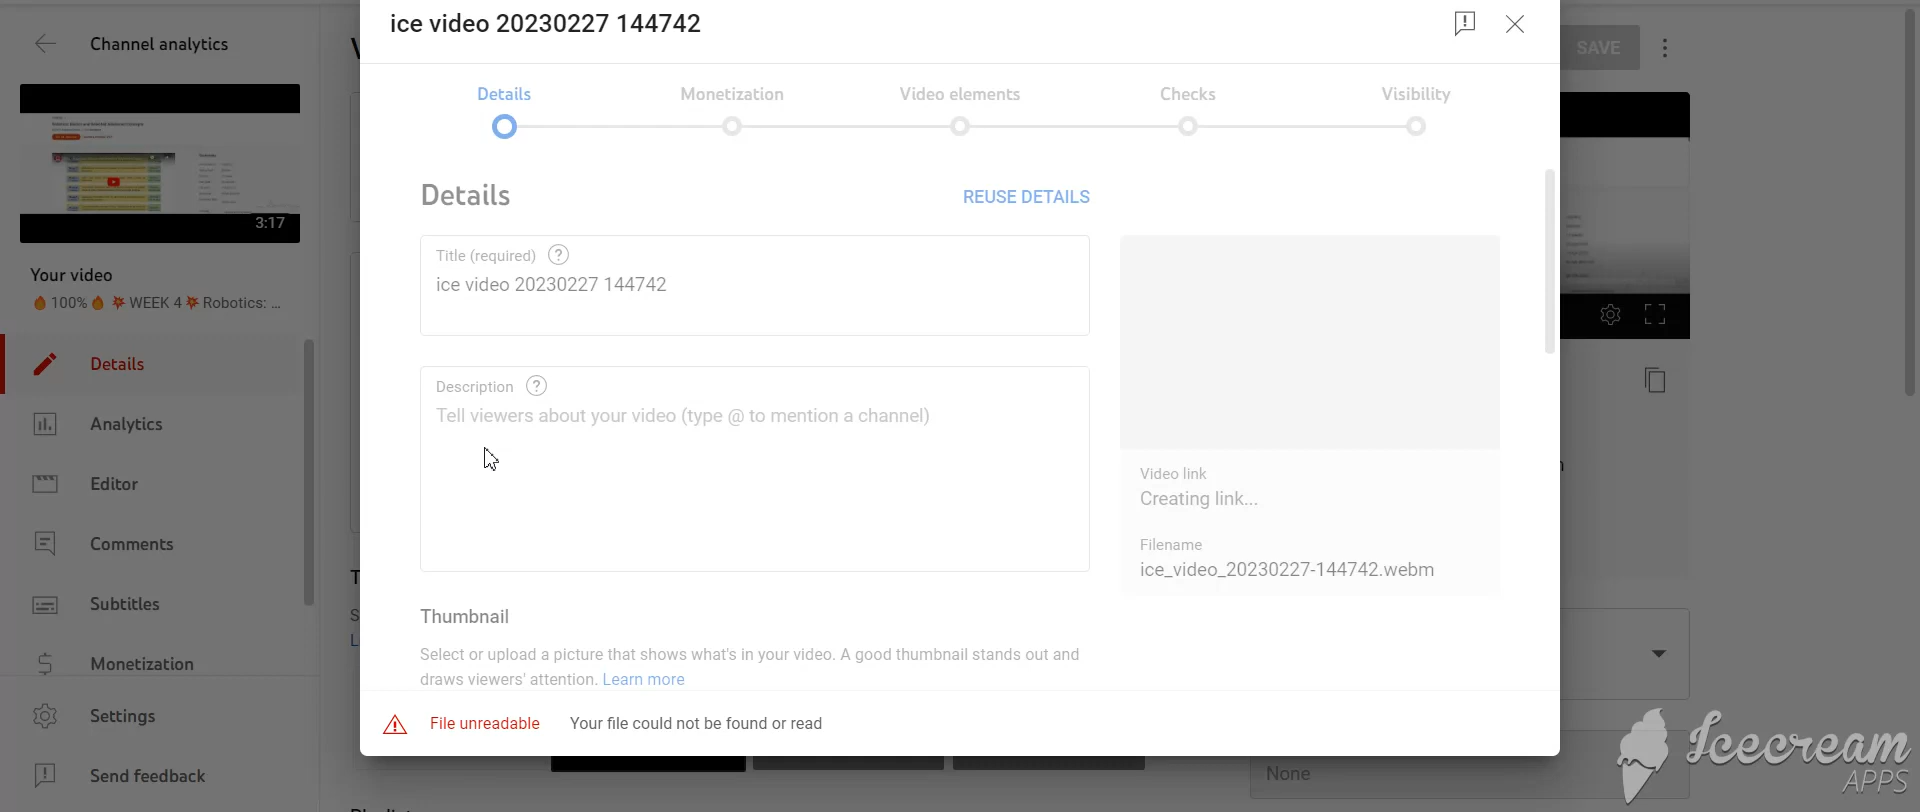 ice video 20230227 144742
Channel analytics
SAVE
Details
Monetization
Video elements
Checks
Visibility
3:17
Details
REUSE DETAILS
Title (required)
ice video 20230227 144742
Your video
🔥 100% 🔥 💥 WEEK 4 💥 Robotics: ...
Details
Analytics
Editor
Comments
Subtitles
Monetization
Settings
Send feedback
Description
Tell viewers about your video (type @ to mention a channel)
Video link
Creating link...
Filename
ice_video_20230227-144742.webm
Thumbnail
Select or upload a picture that shows what's in your video. A good thumbnail stands out and
draws viewers' attention. Learn more
File unreadable
Your file could not be found or read
None
Icecream
APPS